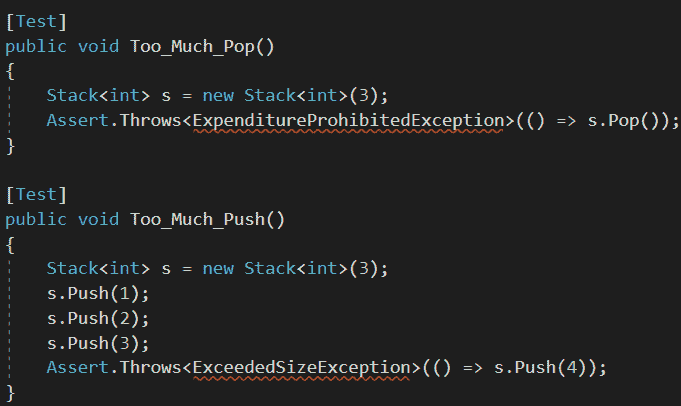 [Test]
public void Too_Much_Pop()
{
Stack<int> s = new Stack<int>(3);
Assert.Throws<ExpenditureProhibitedException>(() => s.Pop());
}
[Test]
public void Too_Much_Push()
{
Stack<int> s = new Stack<int>(3);
s.Push(1);
s.Push(2);
s.Push(3);
Assert.Throws<ExceededSizeException>(() => s.Push(4));
}